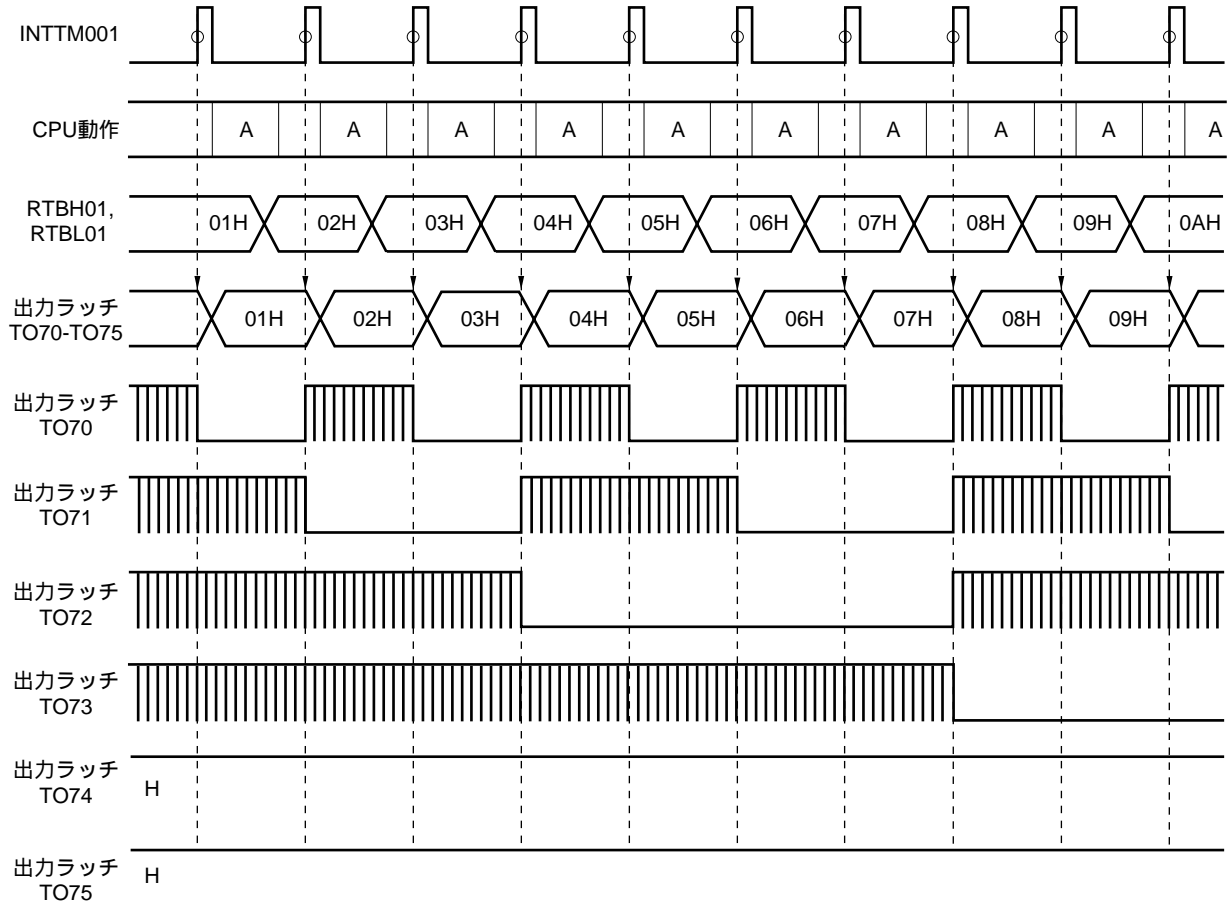 INTTM001
CPU動作
A A A A A A A A A A
RTBH01,
RTBL01
01H 02H 03H 04H 05H 06H 07H 08H 09H 0AH
出力ラッチ
TO70-TO75
01H 02H 03H 04H 05H 06H 07H 08H 09H
出力ラッチ
TO70
出力ラッチ
TO71
出力ラッチ
TO72
出力ラッチ
TO73
出力ラッチ
TO74
H
出力ラッチ
TO75
H